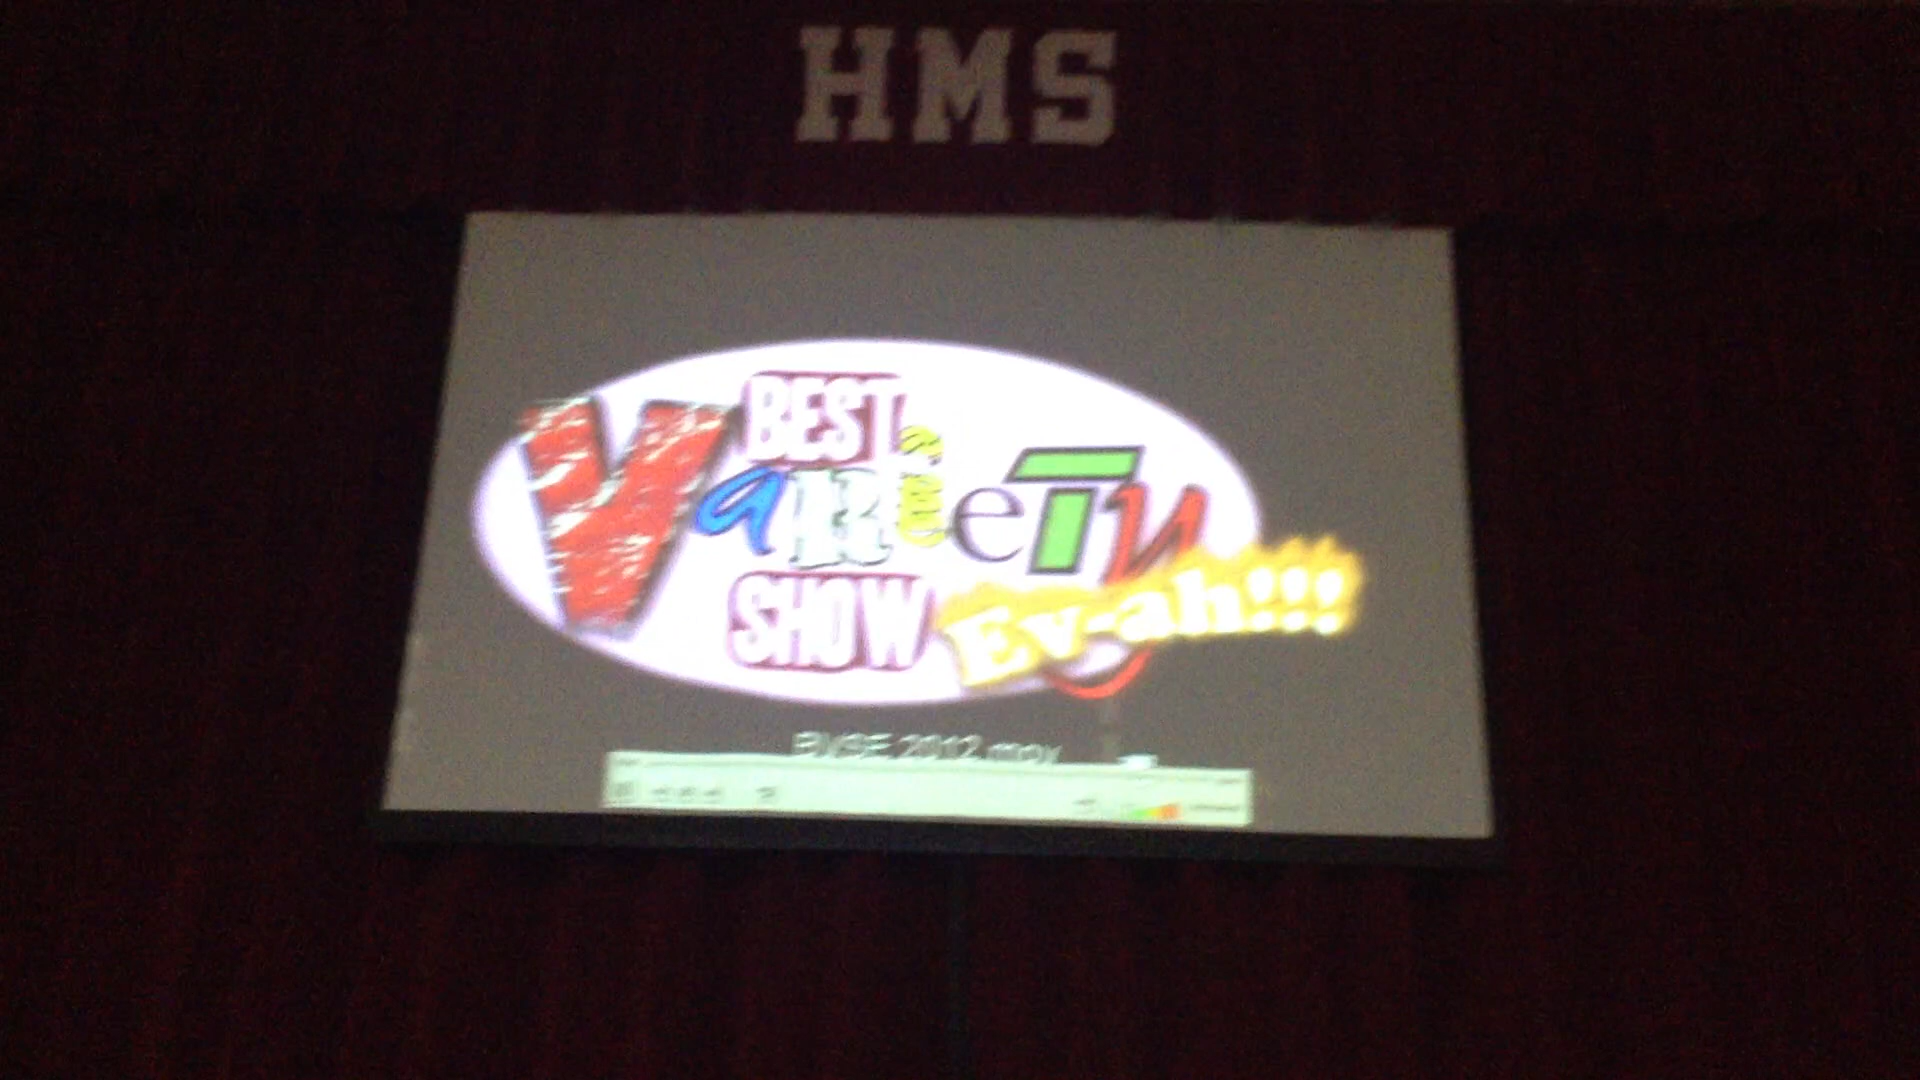 HMS
BEST
VaRieTy
SHOW
Ev-ah!!!
BVSE 2012.mov